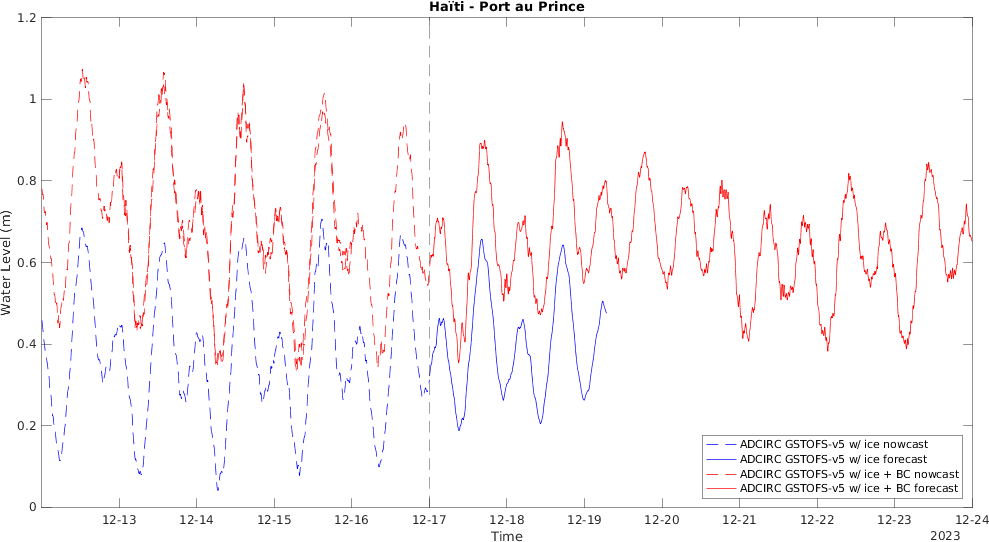 Haïti - Port au Prince
Water Level (m)
1.2
1
0.8
0.6
0.4
0.2
0
12-13 12-14 12-15 12-16 12-17 12-18 12-19 12-20 12-21 12-22 12-23 12-24
Time
2023
ADCIRC GSTOFS-v5 w/ ice nowcast
ADCIRC GSTOFS-v5 w/ ice forecast
ADCIRC GSTOFS-v5 w/ ice + BC nowcast
ADCIRC GSTOFS-v5 w/ ice + BC forecast